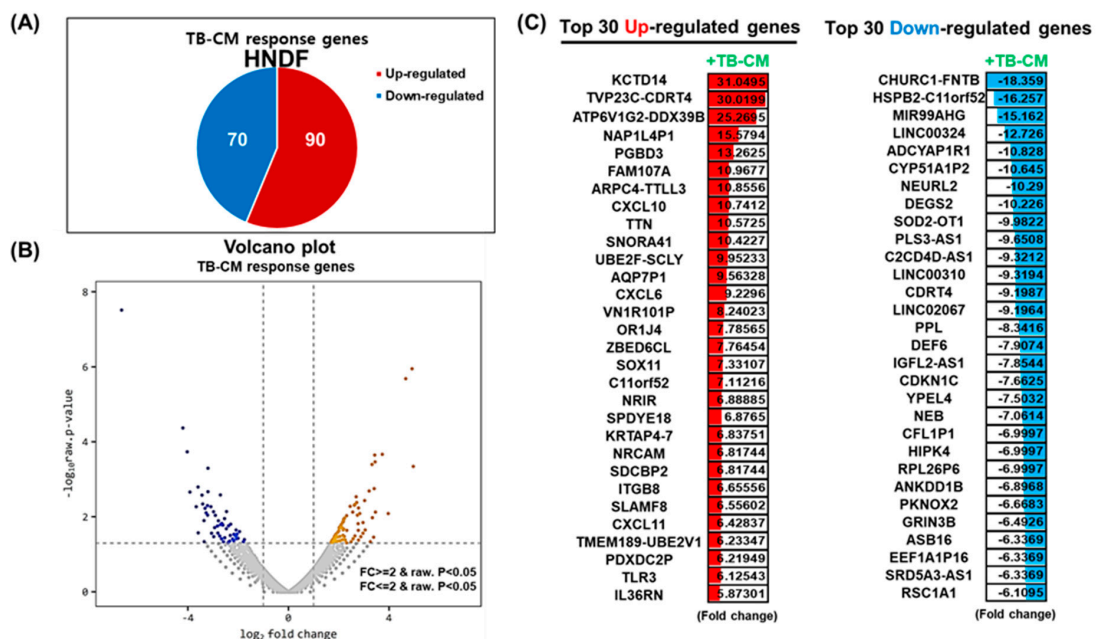 (A)
TB-CM response genes
HNDF
Up-regulated
Down-regulated
70
90
(B)
Volcano plot
TB-CM response genes
8
6
4
2
0
-log₁₀raw.p-value
FC>=2 & raw. P<0.05
FC<=2 & raw. P<0.05
-4
0
4
log₂ fold change
(C)
Top 30 Up-regulated genes
+TB-CM
KCTD14 31.0495
TVP23C-CDRT4 30.0199
ATP6V1G2-DDX39B 25.2695
NAP1L4P1 15.5794
PGBD3 13.2625
FAM107A 10.9677
ARPC4-TTLL3 10.8556
CXCL10 10.7412
TTN 10.5725
SNORA41 10.4227
UBE2F-SCLY 9.95233
AQP7P1 9.56328
CXCL6 9.2296
VN1R101P 8.24023
OR1J4 7.78565
ZBED6CL 7.76454
SOX11 7.33107
C11orf52 7.11216
NRIR 6.88885
SPDYE18 6.8765
KRTAP4-7 6.83751
NRCAM 6.81744
SDCBP2 6.81744
ITGB8 6.65556
SLAMF8 6.55602
CXCL11 6.42837
TMEM189-UBE2V1 6.23347
PDXDC2P 6.21949
TLR3 6.12543
IL36RN 5.87301
(Fold change)
Top 30 Down-regulated genes
+TB-CM
CHURC1-FNTB -18.359
HSPB2-C11orf52 -16.257
MIR99AHG -15.162
LINC00324 -12.726
ADCYAP1R1 -10.828
CYP51A1P2 -10.645
NEURL2 -10.29
DEGS2 -10.226
SOD2-OT1 -9.9822
PLS3-AS1 -9.6508
C2CD4D-AS1 -9.3212
LINC00310 -9.3194
CDRT4 -9.1987
LINC02067 -9.1964
PPL -8.3416
DEF6 -7.9074
IGFL2-AS1 -7.8544
CDKN1C -7.6625
YPEL4 -7.5032
NEB -7.0614
CFL1P1 -6.9997
HIPK4 -6.9997
RPL26P6 -6.9997
ANKDD1B -6.8968
PKNOX2 -6.6683
GRIN3B -6.4926
ASB16 -6.3369
EEF1A1P16 -6.3369
SRD5A3-AS1 -6.3369
RSC1A1 -6.1095
(Fold change)